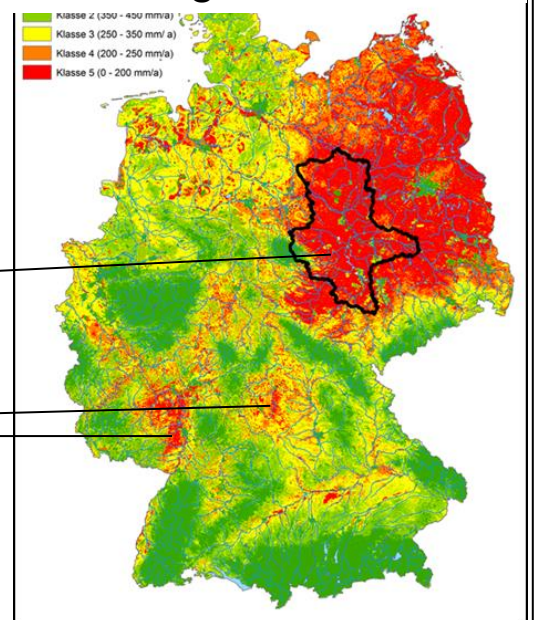 Klasse 2 (350 - 450 mm/a)
Klasse 3 (250 - 350 mm/ a)
Klasse 4 (200 - 250 mm/a)
Klasse 5 (0 - 200 mm/a)